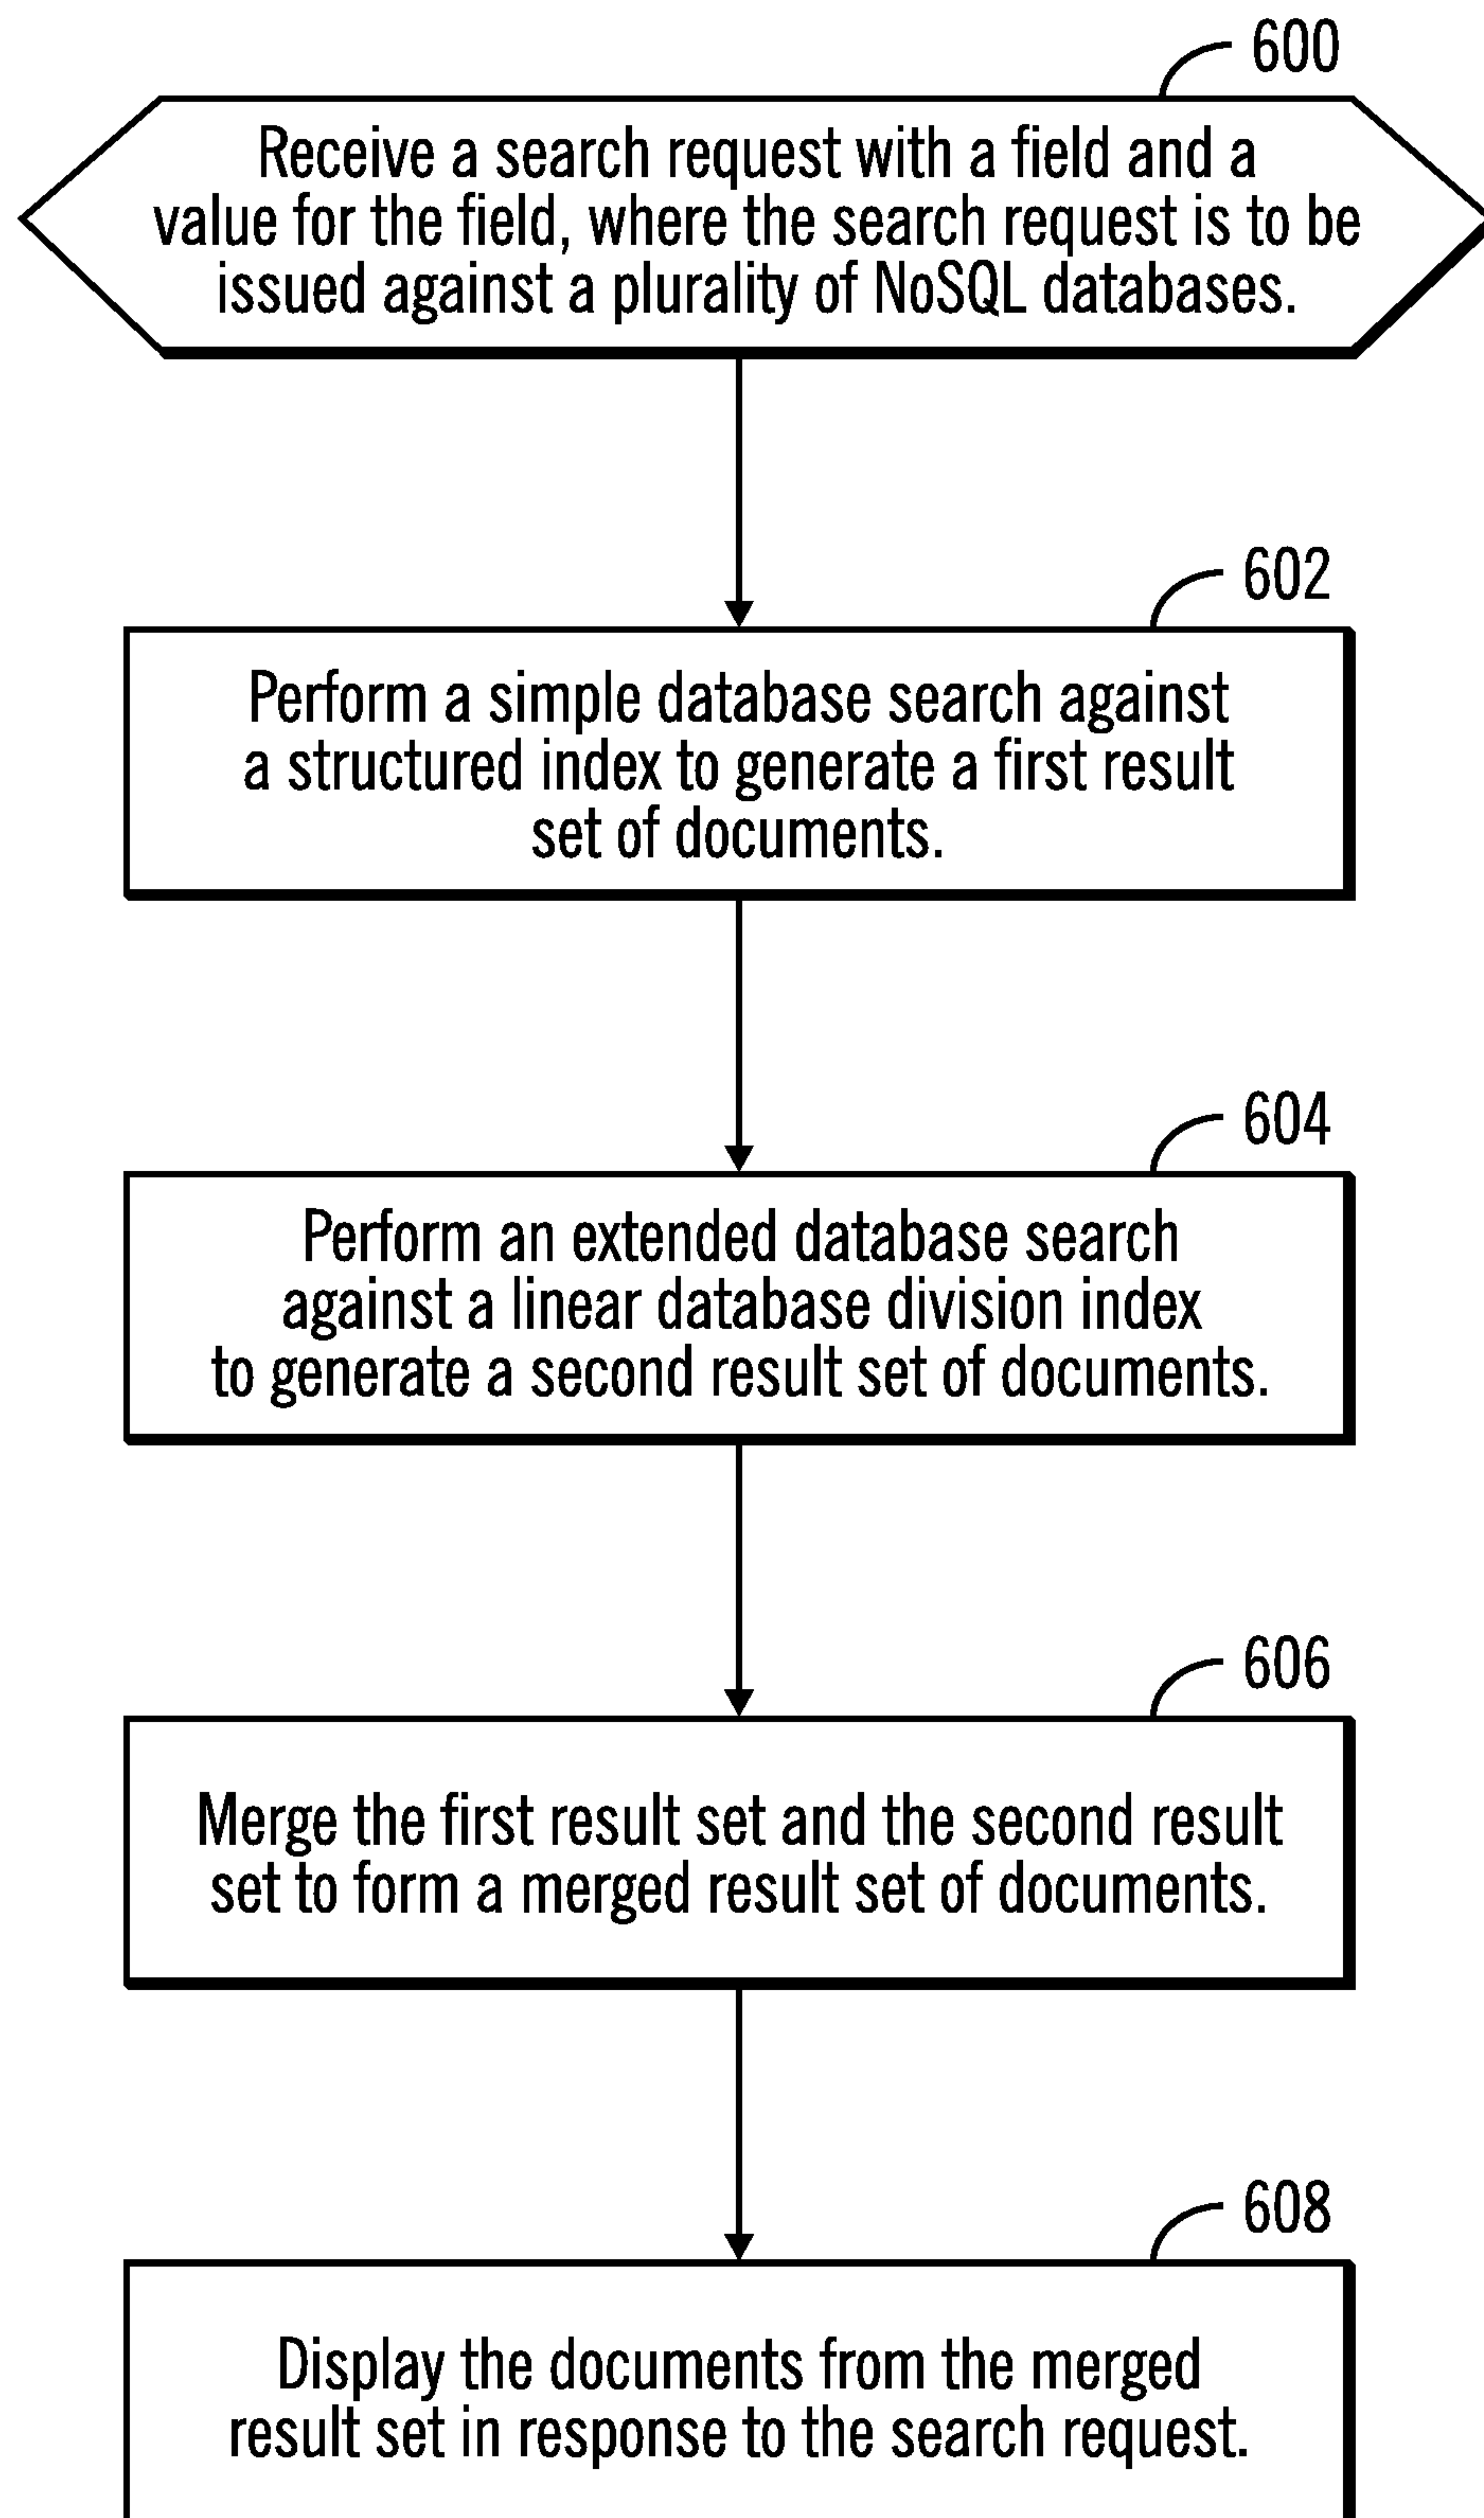 600
Receive a search request with a field and a
value for the field, where the search request is to be
issued against a plurality of NoSQL databases.
602
Perform a simple database search against
a structured index to generate a first result
set of documents.
604
Perform an extended database search
against a linear database division index
to generate a second result set of documents.
606
Merge the first result set and the second result
set to form a merged result set of documents.
608
Display the documents from the merged
result set in response to the search request.